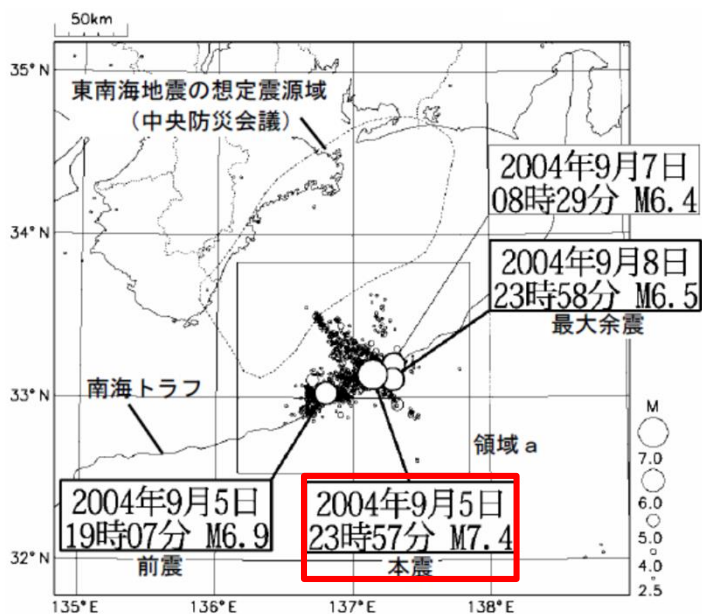 50km
35°N
東南海地震の想定震源域
（中央防災会議）
2004年9月7日
08時29分 M6.4
34°N
2004年9月8日
23時58分 M6.5
最大余震
33°N
南海トラフ
領域a
M
7.0
6.0
5.0
4.0
2.5
2004年9月5日
19時07分 M6.9
前震
2004年9月5日
23時57分 M7.4
本震
32°N
135°E
136°E
137°E
138°E